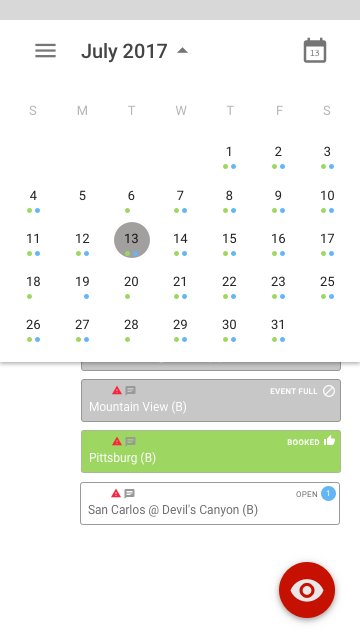 July 2017
13
S M T W T F S
1 2 3
4 5 6 7 8 9 10
11 12 13 14 15 16 17
18 19 20 21 22 23 25
26 27 28 29 30 31
EVENT FULL
Mountain View (B)
BOOKED
Pittsburg (B)
OPEN 1
San Carlos @ Devil's Canyon (B)